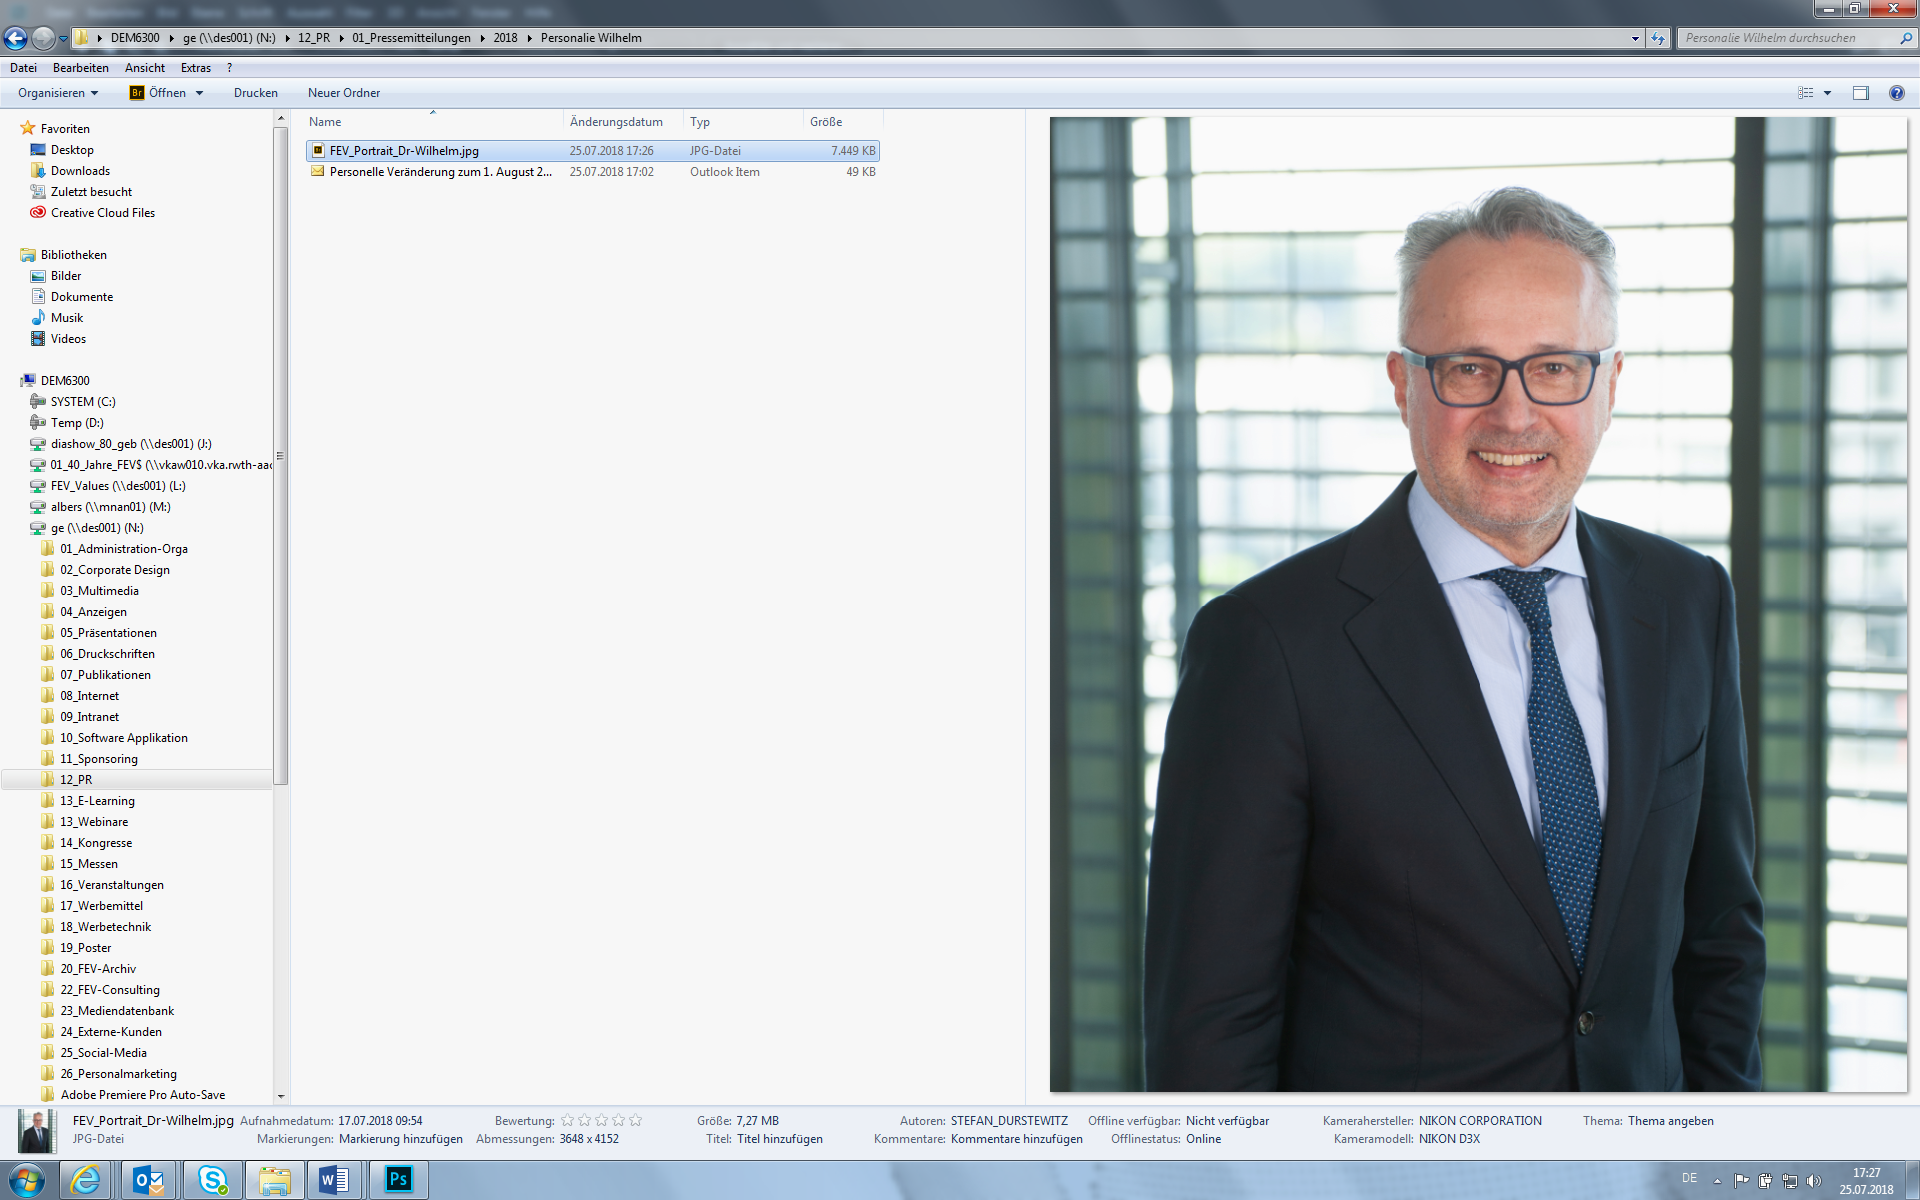 DEM6300 ge (\\des001) (N:) 12_PR 01_Pressemitteilungen 2018 Personalie Wilhelm
Personalie Wilhelm durchsuchen
Datei Bearbeiten Ansicht Extras ?
Organisieren Br Öffnen Drucken Neuer Ordner
Favoriten
Desktop
Downloads
Zuletzt besucht
Creative Cloud Files
Bibliotheken
Bilder
Dokumente
Musik
Videos
DEM6300
SYSTEM (C:)
Temp (D:)
diashow_80_geb (\\des001) (J:)
01_40_Jahre_FEV$ (\\vkaw010.vka.rwth-aac
FEV_Values (\\des001) (L:)
albers (\\mnan01) (M:)
ge (\\des001) (N:)
01_Administration-Orga
02_Corporate Design
03_Multimedia
04_Anzeigen
05_Präsentationen
06_Druckschriften
07_Publikationen
08_Internet
09_Intranet
10_Software Applikation
11_Sponsoring
12_PR
13_E-Learning
13_Webinare
14_Kongresse
15_Messen
16_Veranstaltungen
17_Werbemittel
18_Werbetechnik
19_Poster
20_FEV-Archiv
22_FEV-Consulting
23_Mediendatenbank
24_Externe-Kunden
25_Social-Media
26_Personalmarketing
Adobe Premiere Pro Auto-Save
Name Änderungsdatum Typ Größe
FEV_Portrait_Dr-Wilhelm.jpg 25.07.2018 17:26 JPG-Datei 7.449 KB
Personelle Veränderung zum 1. August 2... 25.07.2018 17:02 Outlook Item 49 KB
FEV_Portrait_Dr-Wilhelm.jpg Aufnahmedatum: 17.07.2018 09:54 Bewertung: Größe: 7,27 MB Autoren: STEFAN_DURSTEWITZ Offline verfügbar: Nicht verfügbar Kamerahersteller: NIKON CORPORATION Thema: Thema angeben
JPG-Datei Markierungen: Markierung hinzufügen Abmessungen: 3648 x 4152 Titel: Titel hinzufügen Kommentare: Kommentare hinzufügen Offlinestatus: Online Kameramodell: NIKON D3X
Ps
DE
17:27
25.07.2018